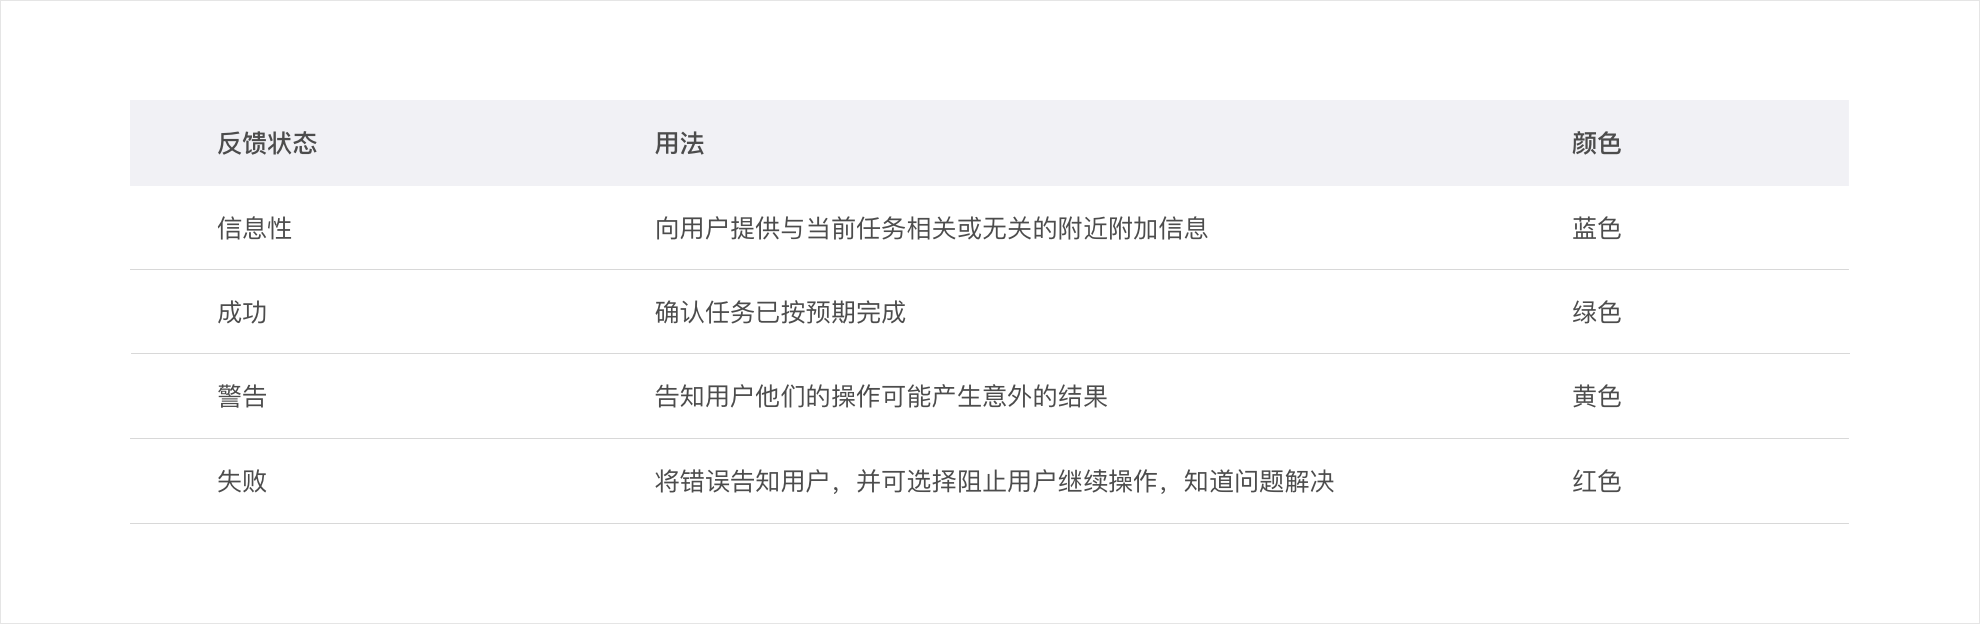 反馈状态 用法 颜色
信息性 向用户提供与当前任务相关或无关的附近附加信息 蓝色
成功 确认任务已按预期完成 绿色
警告 告知用户他们的操作可能产生意外的结果 黄色
失败 将错误告知用户，并可选择阻止用户继续操作，知道问题解决 红色